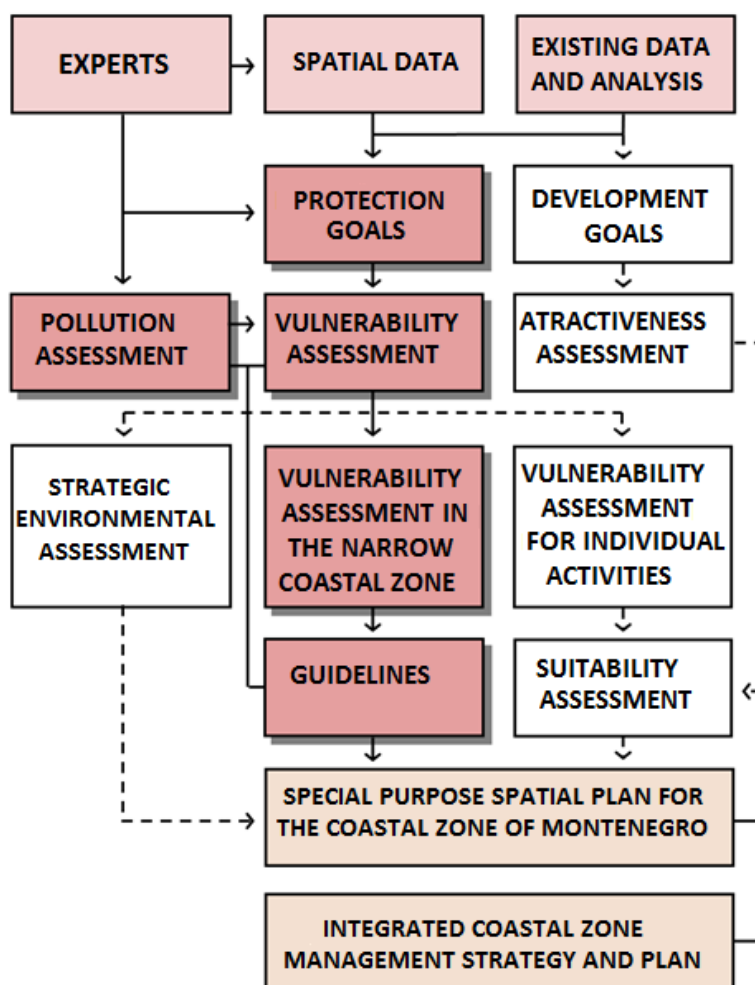 EXPERTS
SPATIAL DATA
EXISTING DATA
AND ANALYSIS
PROTECTION
GOALS
DEVELOPMENT
GOALS
POLLUTION
ASSESSMENT
VULNERABILITY
ASSESSMENT
ATRACTIVENESS
ASSESSMENT
STRATEGIC
ENVIRONMENTAL
ASSESSMENT
VULNERABILITY
ASSESSMENT IN
THE NARROW
COASTAL ZONE
VULNERABILITY
ASSESSMENT
FOR INDIVIDUAL
ACTIVITIES
GUIDELINES
SUITABILITY
ASSESSMENT
SPECIAL PURPOSE SPATIAL PLAN FOR
THE COASTAL ZONE OF MONTENEGRO
INTEGRATED COASTAL ZONE
MANAGEMENT STRATEGY AND PLAN